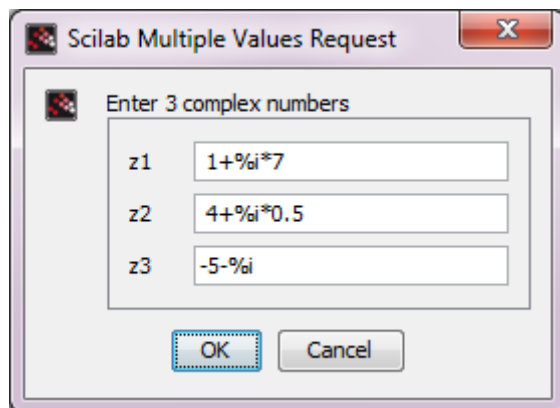 Scilab Multiple Values Request
Enter 3 complex numbers
z1 1+%i*7
z2 4+%i*0.5
z3 -5-%i
OK Cancel